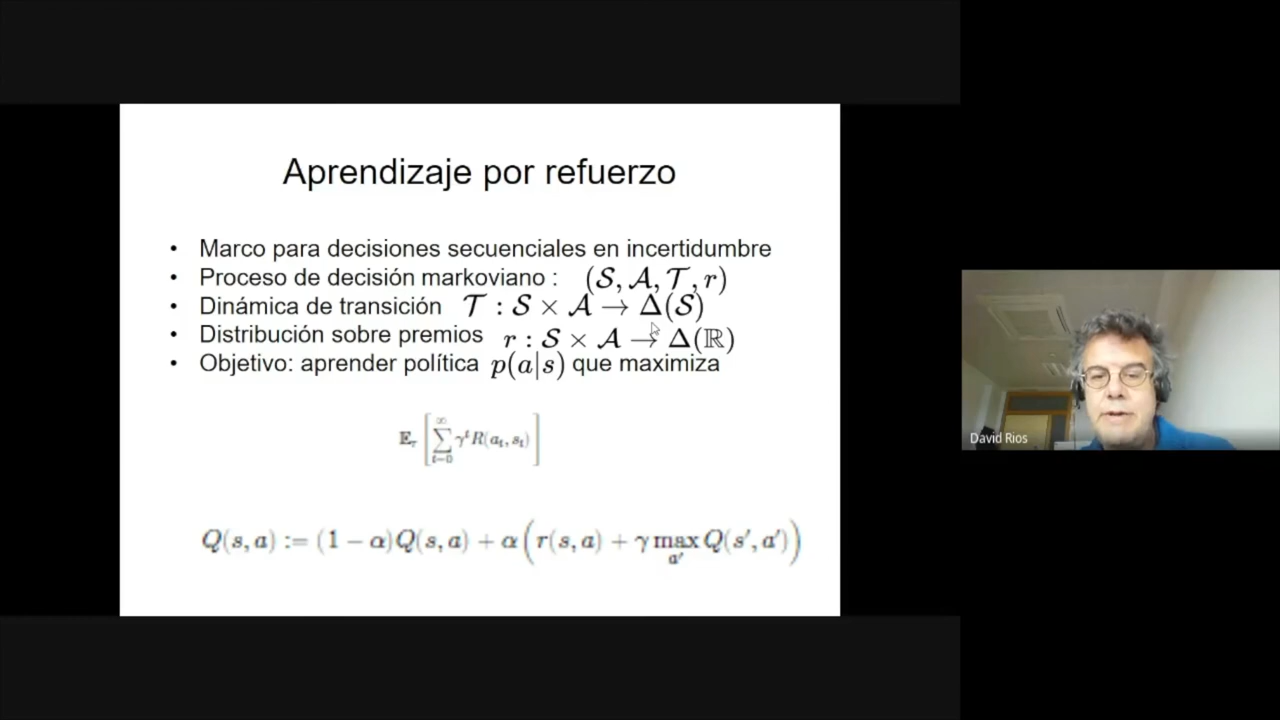 Aprendizaje por refuerzo
• Marco para decisiones secuenciales en incertidumbre
• Proceso de decisión markoviano : (𝒮, 𝒜, 𝒯, r)
• Dinámica de transición 𝒯 : 𝒮 × 𝒜 → Δ(𝒮)
• Distribución sobre premios r : 𝒮 × 𝒜 → Δ(ℝ)
• Objetivo: aprender política p(a|s) que maximiza
𝔼_τ [∑_{t=0}^{∞} γ^t R(a_t, s_t)]
Q(s, a) := (1 − α)Q(s, a) + α(r(s, a) + γ max_{a'} Q(s', a'))
David Rios